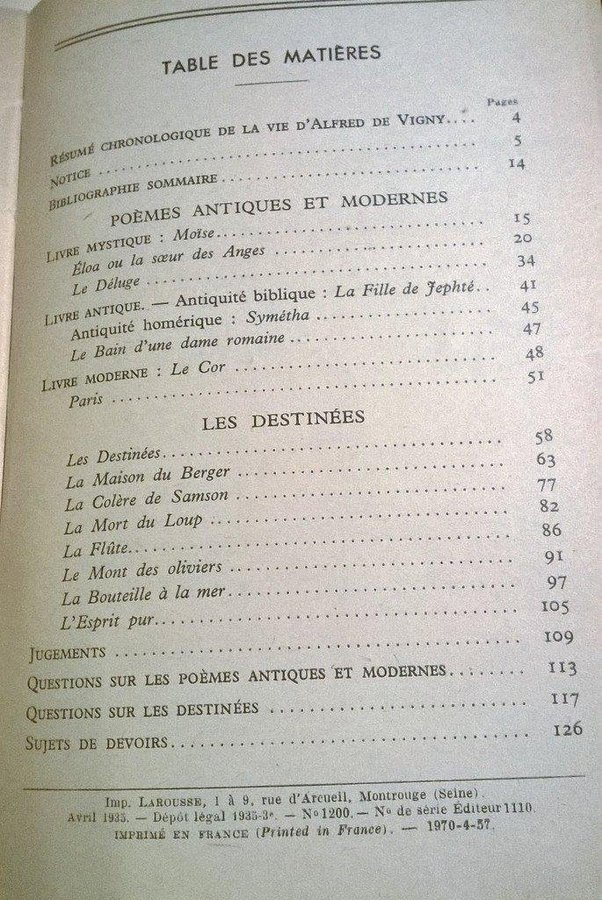 TABLE DES MATIÈRES
Pages
RÉSUMÉ CHRONOLOGIQUE DE LA VIE D'ALFRED DE VIGNY.... 4
NOTICE .... 5
BIBLIOGRAPHIE SOMMAIRE .... 14
POÈMES ANTIQUES ET MODERNES
LIVRE MYSTIQUE : Moïse.... 15
Éloa ou la sœur des Anges .... 20
Le Déluge .... 34
LIVRE ANTIQUE. — Antiquité biblique : La Fille de Jephté.. 41
Antiquité homérique : Symétha .... 45
Le Bain d'une dame romaine .... 47
LIVRE MODERNE : Le Cor .... 48
Paris .... 51
LES DESTINÉES
Les Destinées.... 58
La Maison du Berger .... 63
La Colère de Samson .... 77
La Mort du Loup .... 82
La Flûte.... 86
Le Mont des oliviers .... 91
La Bouteille à la mer.... 97
L'Esprit pur.... 105
JUGEMENTS .... 109
QUESTIONS SUR LES POÈMES ANTIQUES ET MODERNES.... 113
QUESTIONS SUR LES DESTINÉES .... 117
SUJETS DE DEVOIRS.... 126
Imp. LAROUSSE, 1 à 9, rue d'Arcueil, Montrouge (Seine).
Avril 1935. — Dépôt légal 1935-3e. — No 1200. — No de série Éditeur 1110.
IMPRIMÉ EN FRANCE (Printed in France). — 1970-4-57.